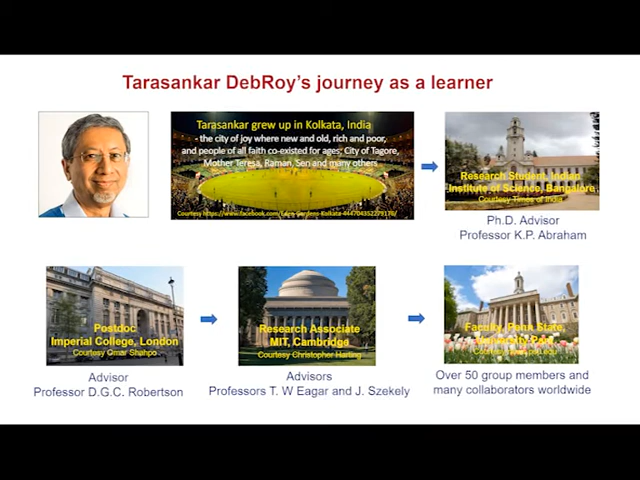 Tarasankar DebRoy's journey as a learner
Tarasankar grew up in Kolkata, India
- the city of joy where new and old, rich and poor,
and people of all faith co-existed for ages; City of Tagore,
Mother Teresa, Raman, Sen and many others
Courtesy https://www.facebook.com/Eden-Gardens-Kolkata-
Research Student, Indian
Institute of Science, Bangalore
Courtesy Times of India
Ph.D. Advisor
Professor K.P. Abraham
Postdoc
Imperial College, London
Courtesy Omar Shahpo
Advisor
Professor D.G.C. Robertson
Research Associate
MIT, Cambridge
Courtesy Christopher Harting
Advisors
Professors T. W Eagar and J. Szekely
Faculty, Penn State,
University Park
Courtesy
Over 50 group members and
many collaborators worldwide